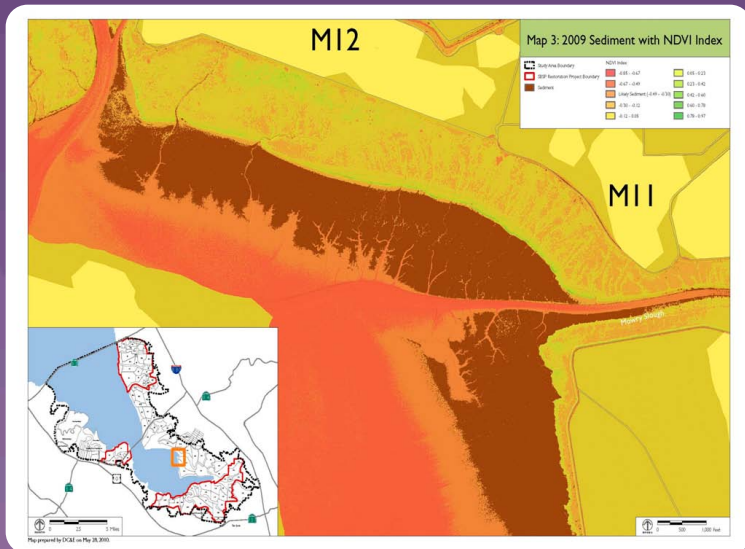 M12
Map 3: 2009 Sediment with NDVI Index
Study Area Boundary
SBSP Restoration Project Boundary
Sediment
NDVI Index
-0.85 - -0.67
-0.67 - -0.49
Likely Sediment (-0.49 - -0.30)
-0.30 - -0.12
-0.12 - 0.05
0.05 - 0.23
0.23 - 0.42
0.42 - 0.60
0.60 - 0.78
0.78 - 0.97
M11
Mowry Slough
0 2.5 5 Miles
0 500 1,000 Feet
Map prepared by DC&E on May 28, 2010.